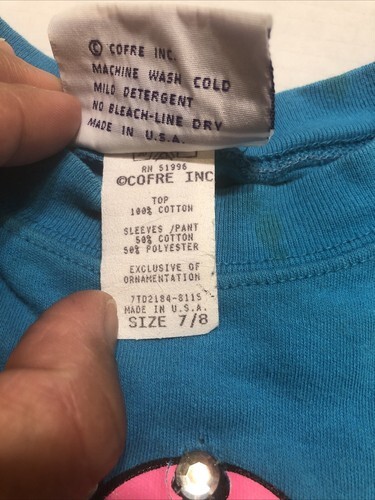 © COFRE INC.
MACHINE WASH COLD
MILD DETERGENT
NO BLEACH-LINE DRY
MADE IN U.S.A.
RN 51996
©COFRE INC
TOP
100% COTTON
SLEEVES /PANT
50% COTTON
50% POLYESTER
EXCLUSIVE OF
ORNAMENTATION
7TD2184-8115
MADE IN U.S.A.
SIZE 7/8